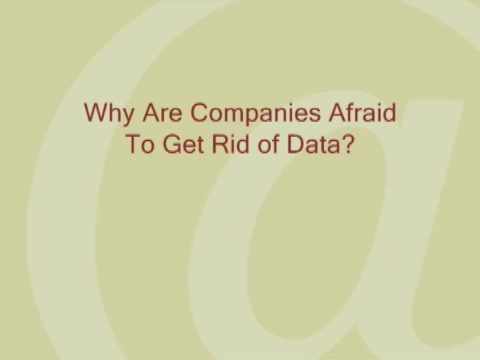 Why Are Companies Afraid
To Get Rid of Data?